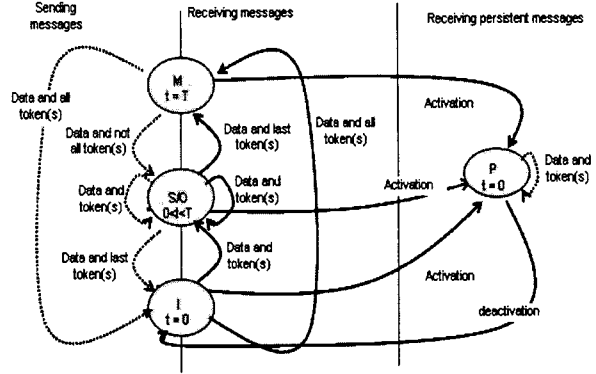 Sending
messages
Receiving messages
Receiving persistent messages
M
t = T
Data and all
token(s)
Activation
Data and not
all token(s)
Data and last
token(s)
Data and all
token(s)
P
t = 0
Data and
token(s)
Data and
token(s)
S/O
0<t<T
Data and
token(s)
Activation
Data and last
token(s)
Data and
token(s)
Activation
I
t = 0
deactivation